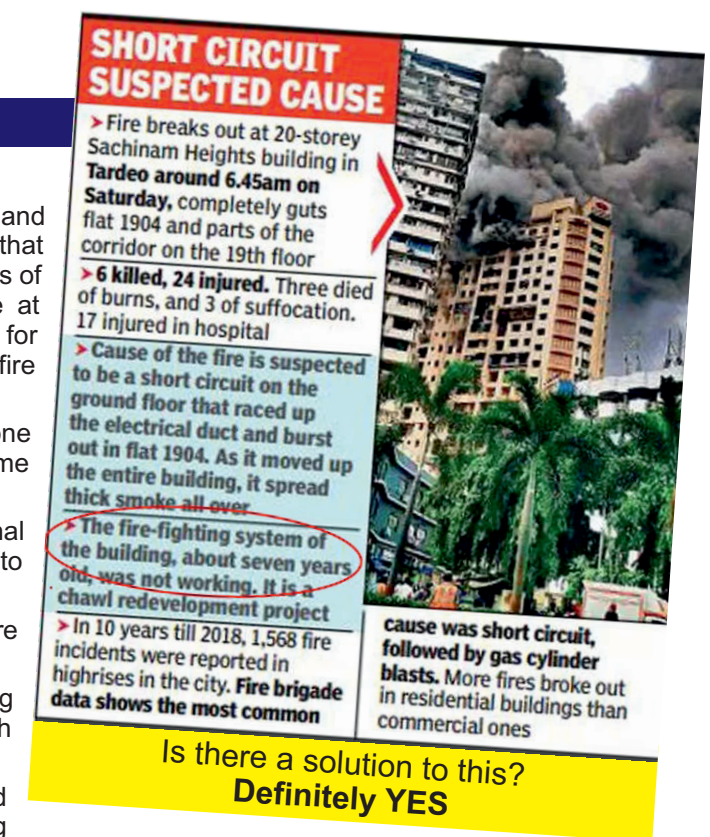 SHORT CIRCUIT
SUSPECTED CAUSE
➤ Fire breaks out at 20-storey
Sachinam Heights building in
Tardeo around 6.45am on
Saturday, completely guts
flat 1904 and parts of the
corridor on the 19th floor
➤ 6 killed, 24 injured. Three died
of burns, and 3 of suffocation.
17 injured in hospital
➤ Cause of the fire is suspected
to be a short circuit on the
ground floor that raced up
the electrical duct and burst
out in flat 1904. As it moved up
the entire building, it spread
thick smoke all over
➤ The fire-fighting system of
the building, about seven years
old, was not working. It is a
chawl redevelopment project
➤ In 10 years till 2018, 1,568 fire
incidents were reported in
highrises in the city. Fire brigade
data shows the most common
cause was short circuit,
followed by gas cylinder
blasts. More fires broke out
in residential buildings than
commercial ones
Is there a solution to this?
Definitely YES
and
that
s of
at
for
fire
one
me
nal
to
re
g
h
d
g